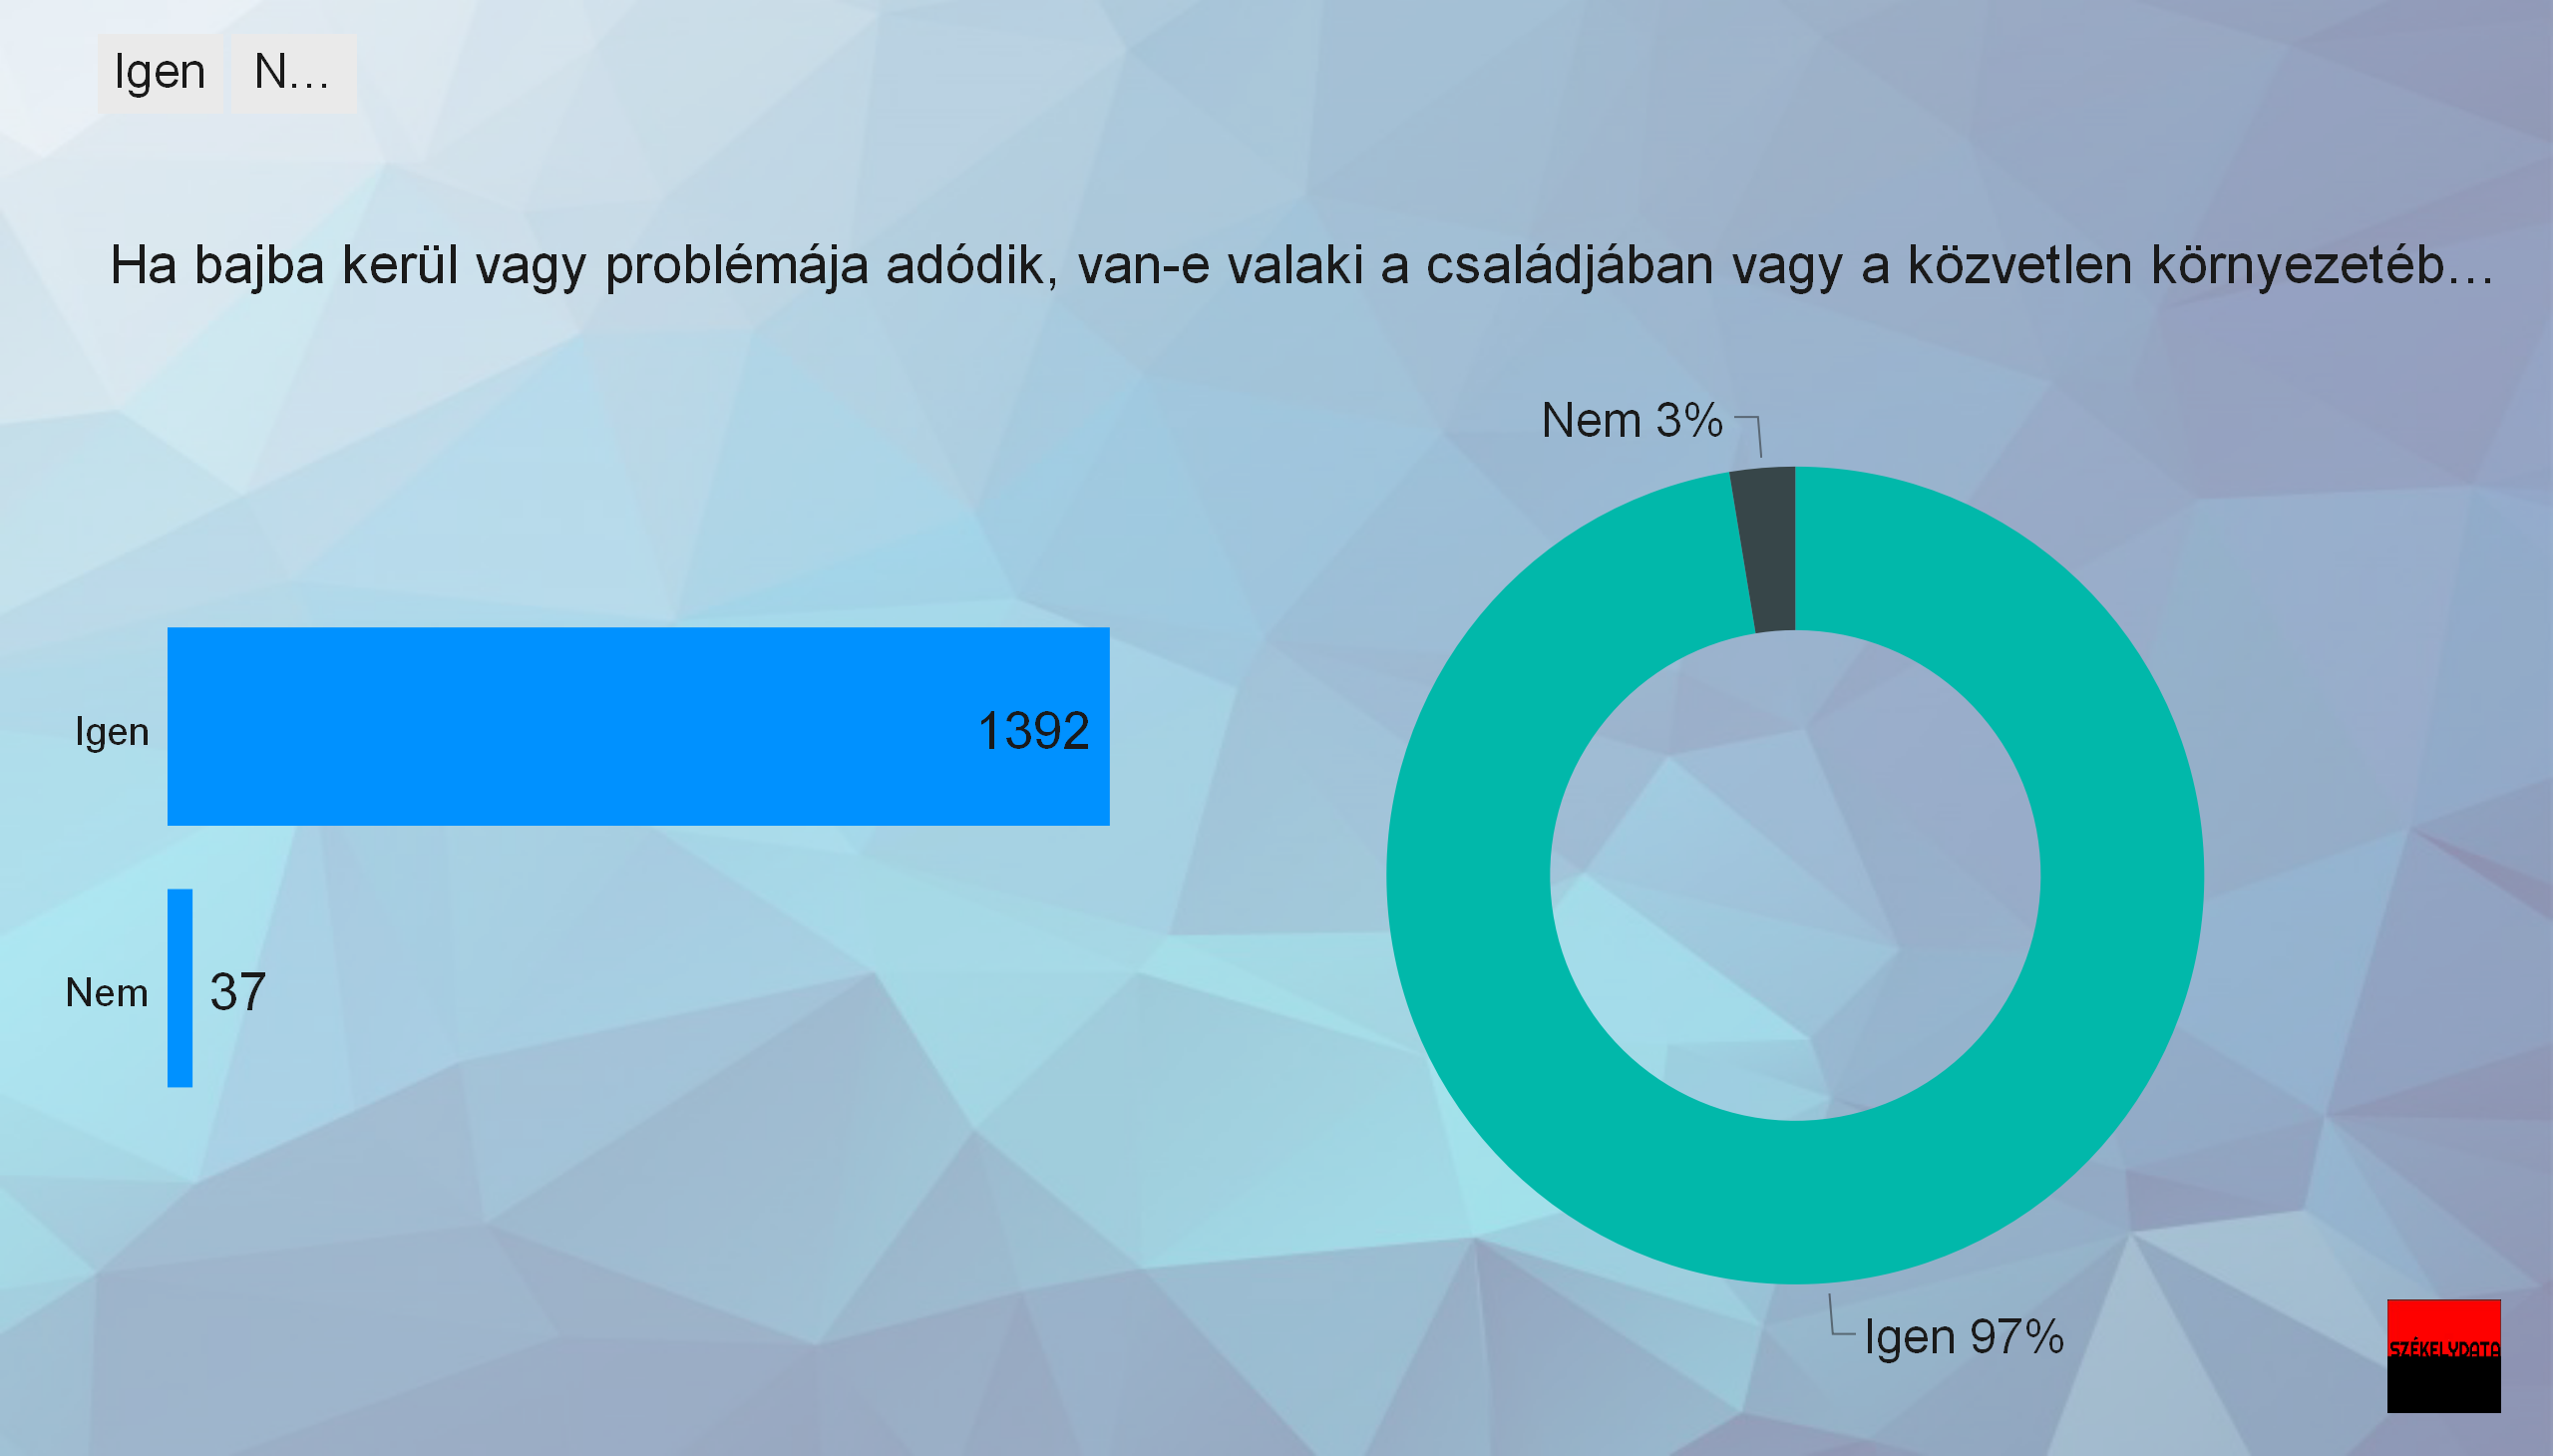 Igen N...
Ha bajba kerül vagy problémája adódik, van-e valaki a családjában vagy a közvetlen környezetéb...
Nem 3%
Igen 1392
Nem 37
Igen 97%
SZÉKELYDATA